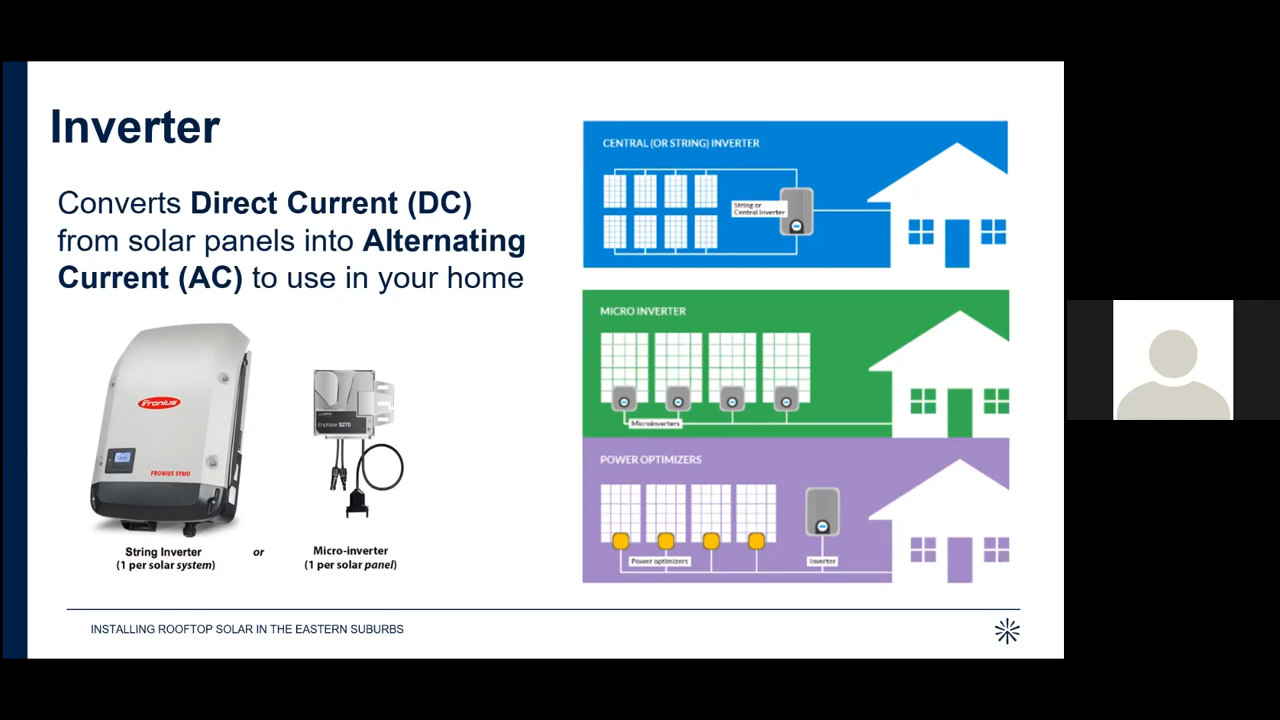 Inverter
Converts Direct Current (DC)
from solar panels into Alternating
Current (AC) to use in your home
Fronius
FRONIUS SYMO
Enphase S270
String Inverter
(1 per solar system)
or
Micro-inverter
(1 per solar panel)
CENTRAL (OR STRING) INVERTER
String or
Central Inverter
MICRO INVERTER
Microinverters
POWER OPTIMIZERS
Power optimizers
Inverter
INSTALLING ROOFTOP SOLAR IN THE EASTERN SUBURBS